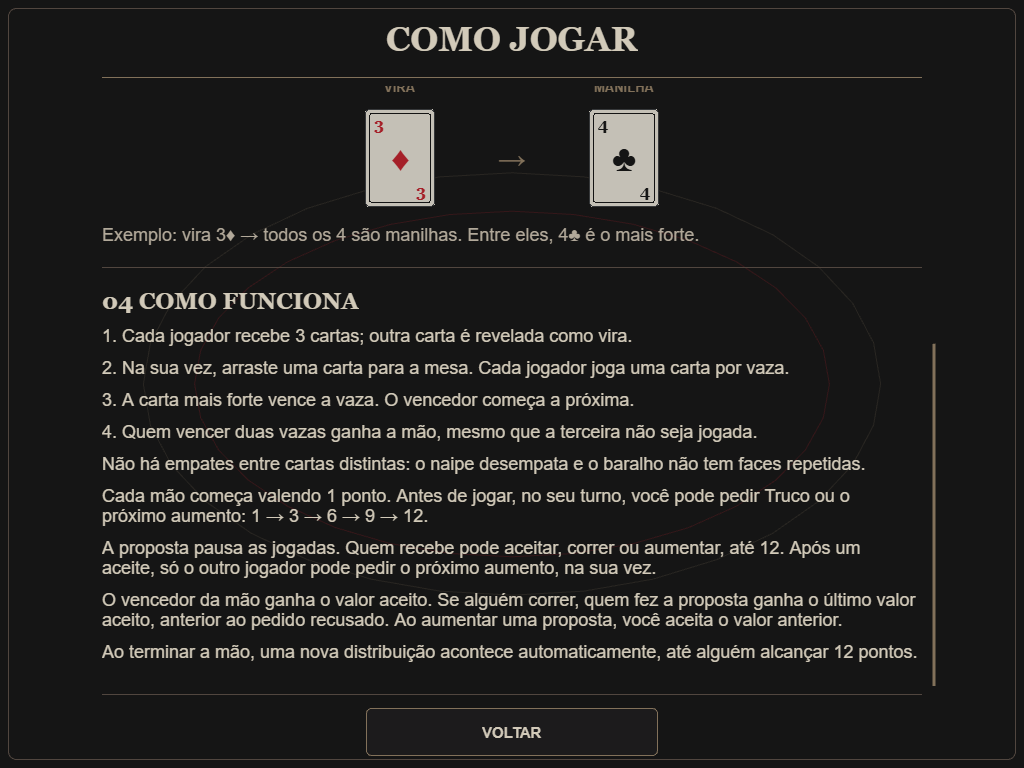 COMO JOGAR
VIRA
MANILHA
3
♦
3
→
4
♣
4
Exemplo: vira 3♦ → todos os 4 são manilhas. Entre eles, 4♣ é o mais forte.
04 COMO FUNCIONA
1. Cada jogador recebe 3 cartas; outra carta é revelada como vira.
2. Na sua vez, arraste uma carta para a mesa. Cada jogador joga uma carta por vaza.
3. A carta mais forte vence a vaza. O vencedor começa a próxima.
4. Quem vencer duas vazas ganha a mão, mesmo que a terceira não seja jogada.
Não há empates entre cartas distintas: o naipe desempata e o baralho não tem faces repetidas.
Cada mão começa valendo 1 ponto. Antes de jogar, no seu turno, você pode pedir Truco ou o
próximo aumento: 1 → 3 → 6 → 9 → 12.
A proposta pausa as jogadas. Quem recebe pode aceitar, correr ou aumentar, até 12. Após um
aceite, só o outro jogador pode pedir o próximo aumento, na sua vez.
O vencedor da mão ganha o valor aceito. Se alguém correr, quem fez a proposta ganha o último valor
aceito, anterior ao pedido recusado. Ao aumentar uma proposta, você aceita o valor anterior.
Ao terminar a mão, uma nova distribuição acontece automaticamente, até alguém alcançar 12 pontos.
VOLTAR